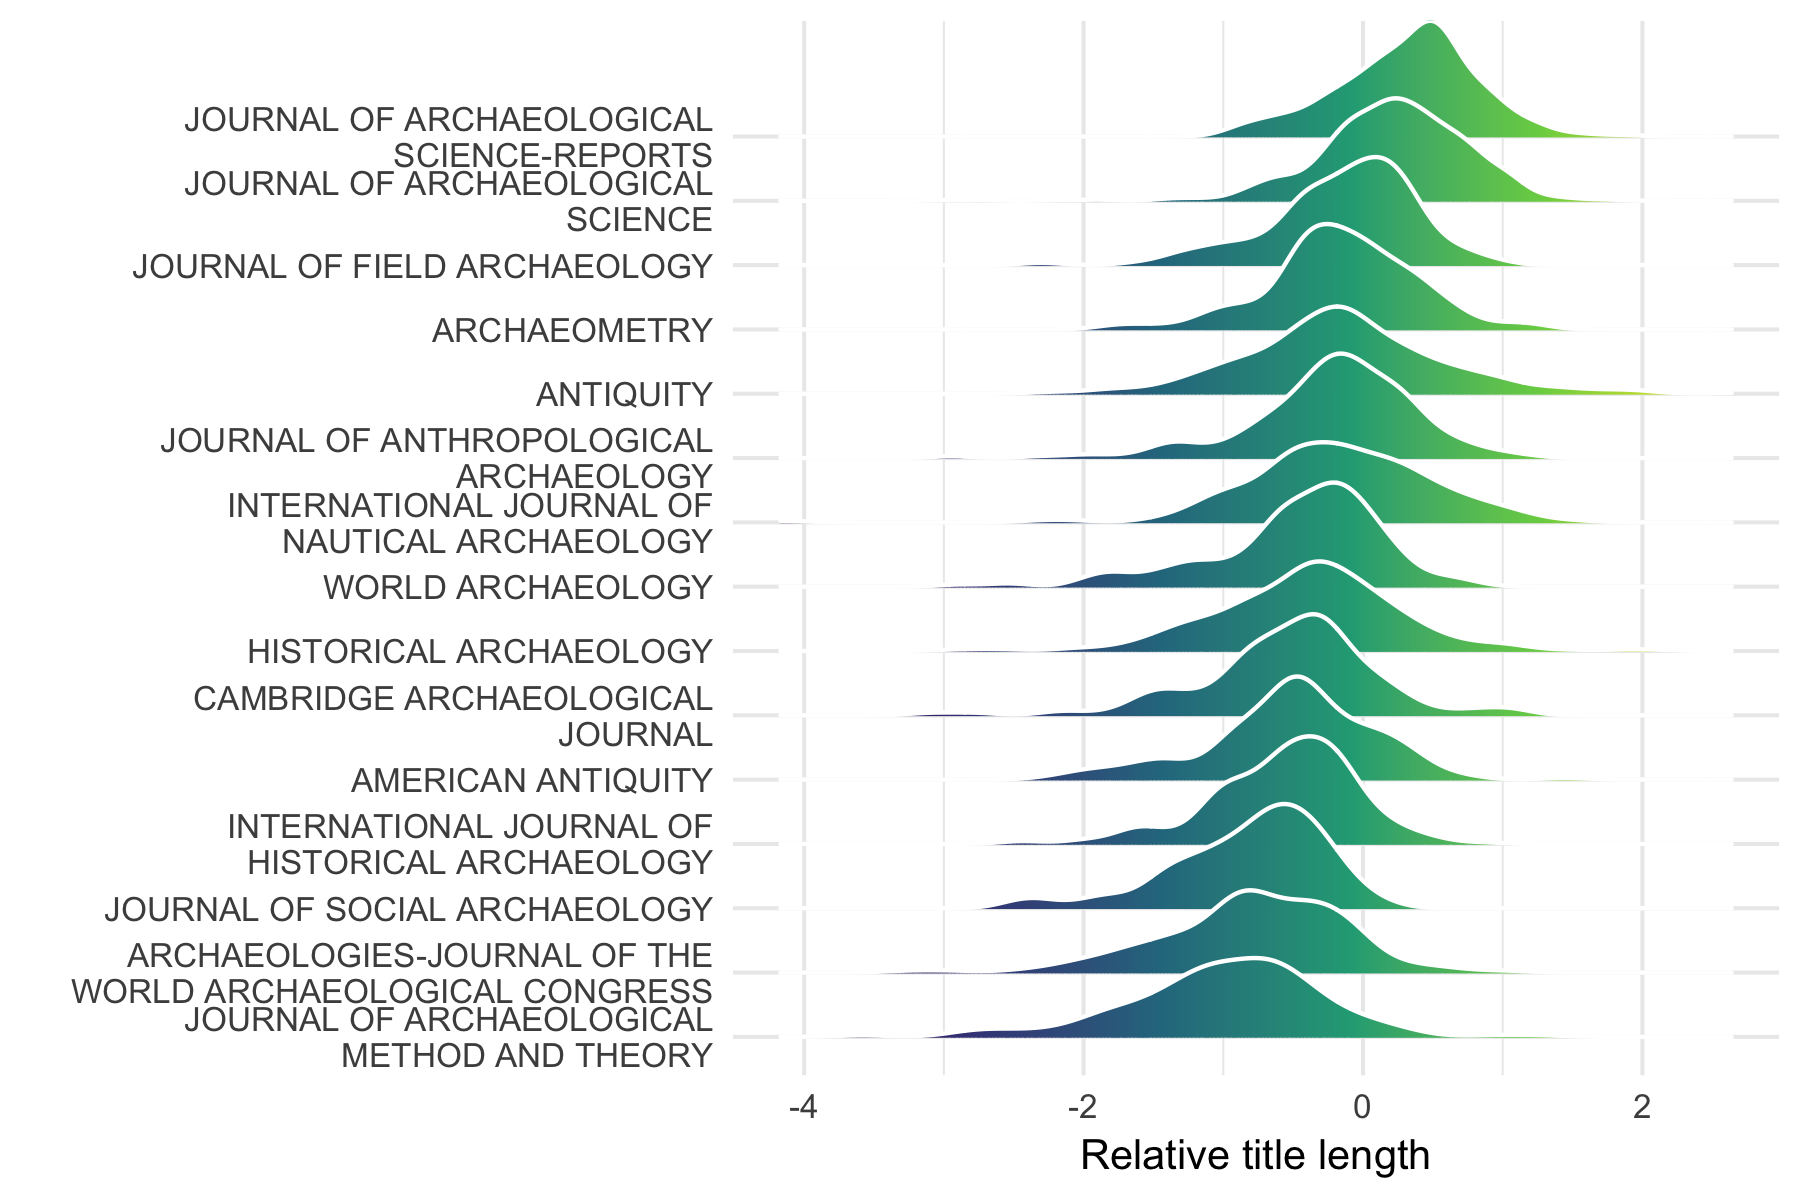 JOURNAL OF ARCHAEOLOGICAL
SCIENCE-REPORTS
JOURNAL OF ARCHAEOLOGICAL
SCIENCE
JOURNAL OF FIELD ARCHAEOLOGY
ARCHAEOMETRY
ANTIQUITY
JOURNAL OF ANTHROPOLOGICAL
ARCHAEOLOGY
INTERNATIONAL JOURNAL OF
NAUTICAL ARCHAEOLOGY
WORLD ARCHAEOLOGY
HISTORICAL ARCHAEOLOGY
CAMBRIDGE ARCHAEOLOGICAL
JOURNAL
AMERICAN ANTIQUITY
INTERNATIONAL JOURNAL OF
HISTORICAL ARCHAEOLOGY
JOURNAL OF SOCIAL ARCHAEOLOGY
ARCHAEOLOGIES-JOURNAL OF THE
WORLD ARCHAEOLOGICAL CONGRESS
JOURNAL OF ARCHAEOLOGICAL
METHOD AND THEORY
-4 -2 0 2
Relative title length